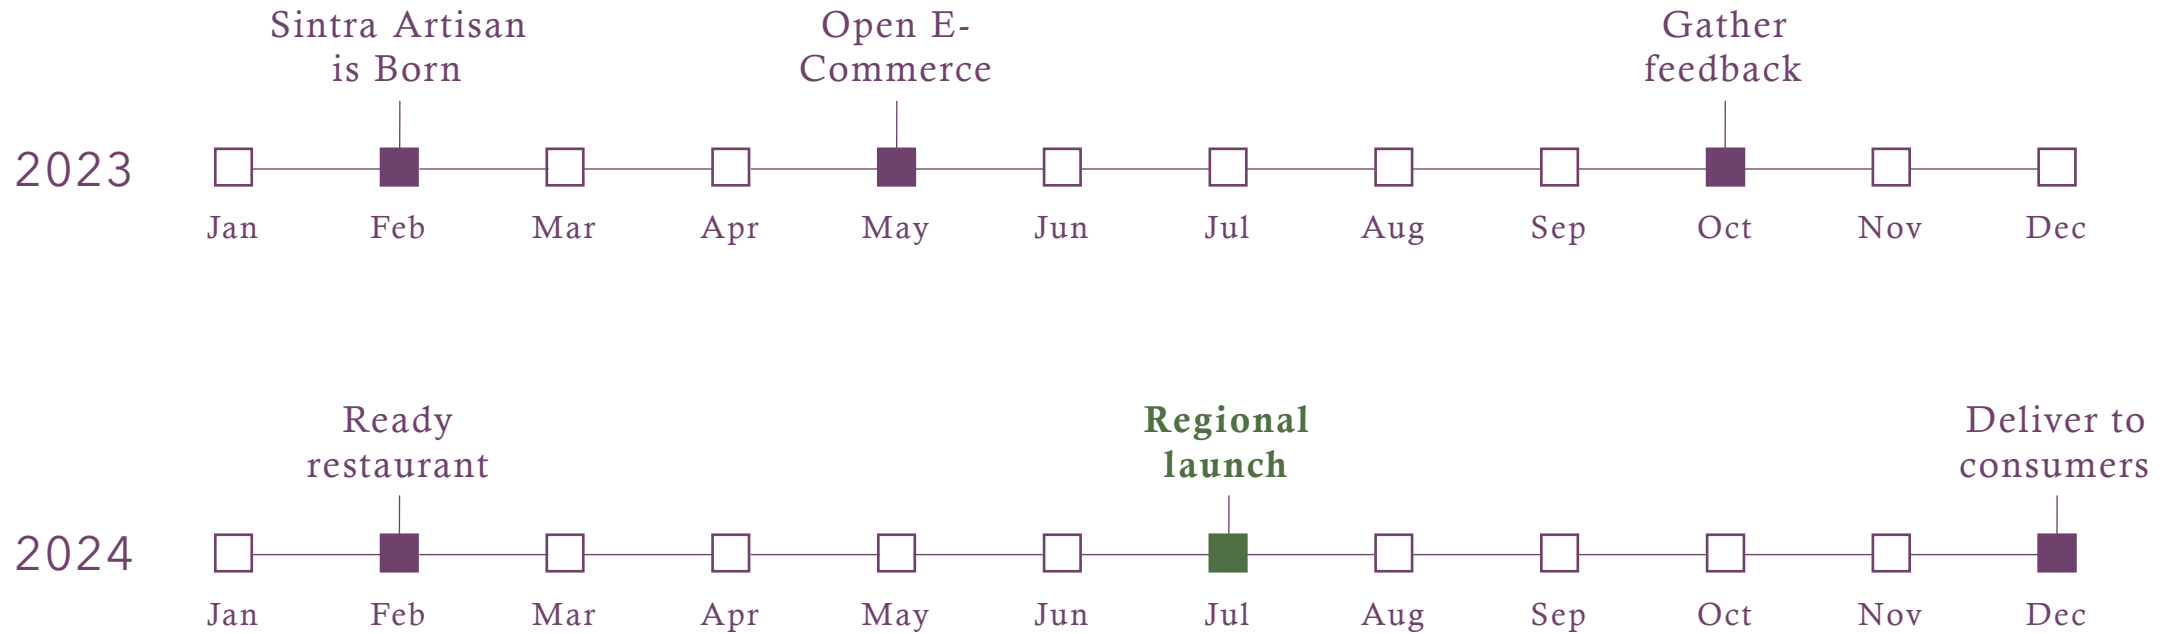 Sintra Artisan
is Born
Open E-
Commerce
Gather
feedback
2023
Jan Feb Mar Apr May Jun Jul Aug Sep Oct Nov Dec
Ready
restaurant
Regional
launch
Deliver to
consumers
2024
Jan Feb Mar Apr May Jun Jul Aug Sep Oct Nov Dec